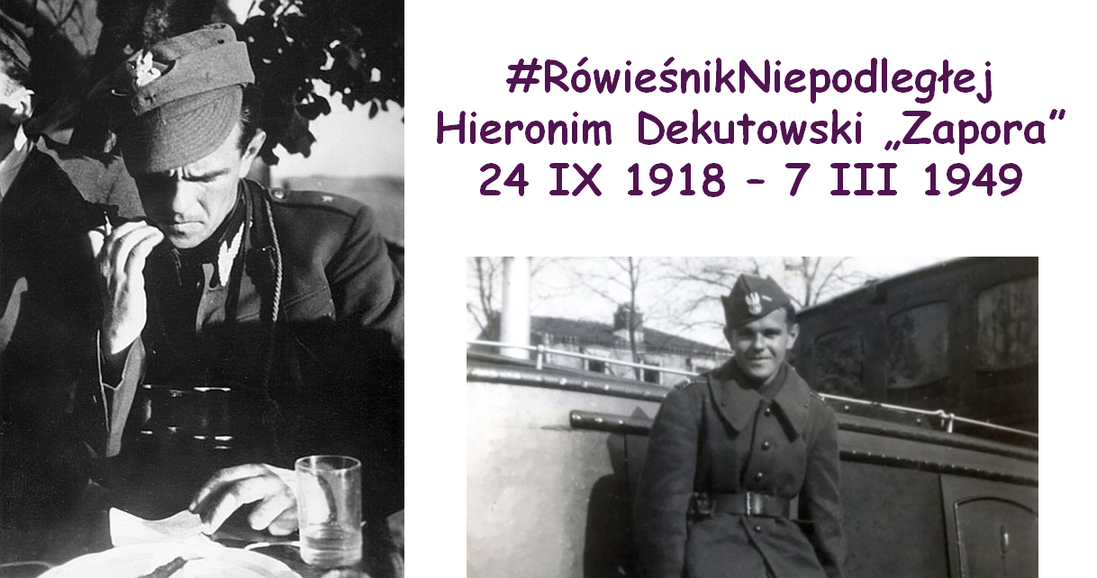 #RówieśnikNiepodległej
Hieronim Dekutowski „Zapora”
24 IX 1918 – 7 III 1949